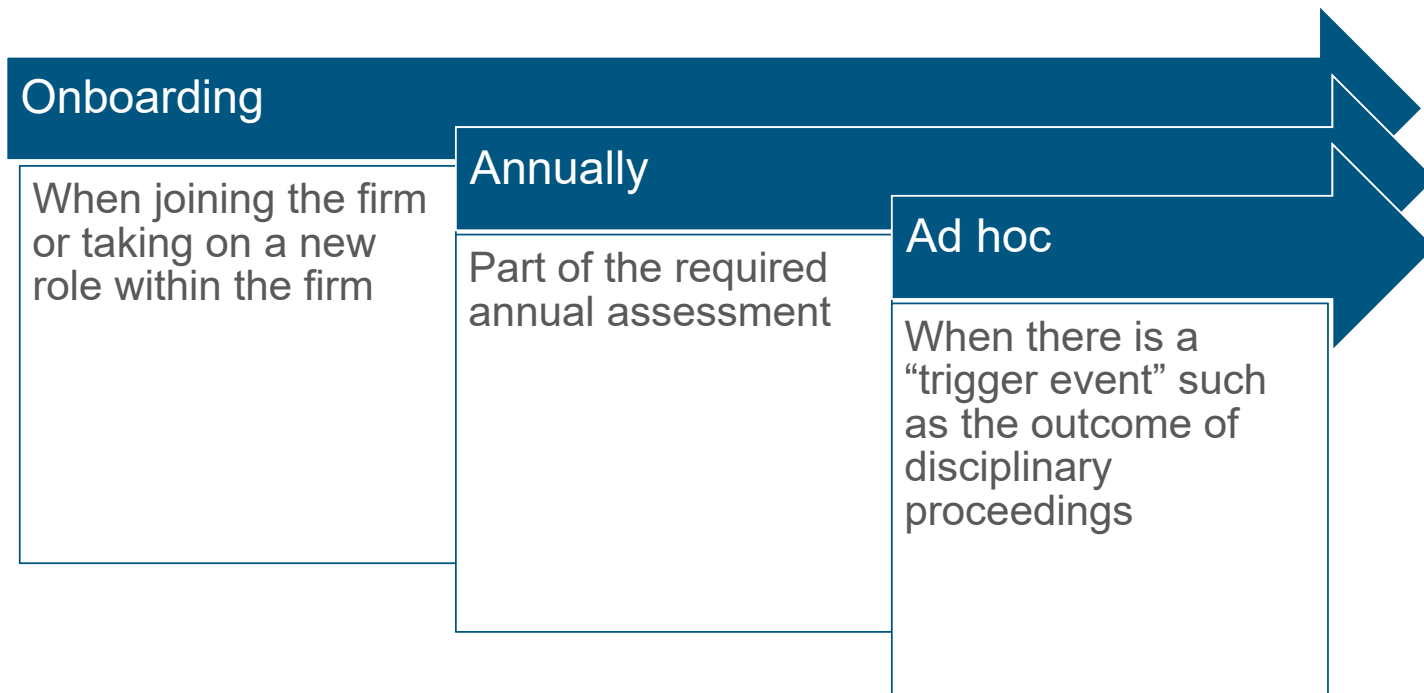 Onboarding
When joining the firm
or taking on a new
role within the firm
Annually
Part of the required
annual assessment
Ad hoc
When there is a
“trigger event” such
as the outcome of
disciplinary
proceedings